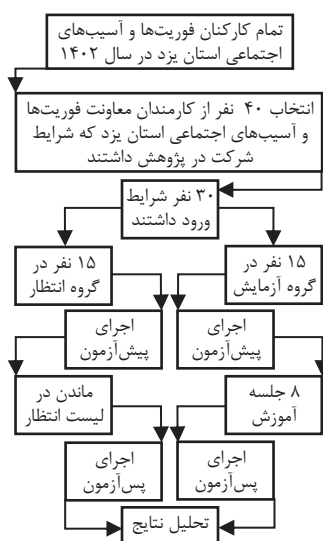 تمام کارکنان فوریت‌ها و آسیب‌های
اجتماعی استان یزد در سال ۱۴۰۲
انتخاب ۴۰ نفر از کارمندان معاونت فوریت‌ها
و آسیب‌های اجتماعی استان یزد که شرایط
شرکت در پژوهش داشتند
۳۰ نفر شرایط
ورود داشتند
۱۵ نفر در
گروه آزمایش
۱۵ نفر در
گروه انتظار
اجرای
پیش‌آزمون
اجرای
پیش‌آزمون
۸ جلسه
آموزش
ماندن در
لیست انتظار
اجرای
پس‌آزمون
اجرای
پس‌آزمون
تحلیل نتایج